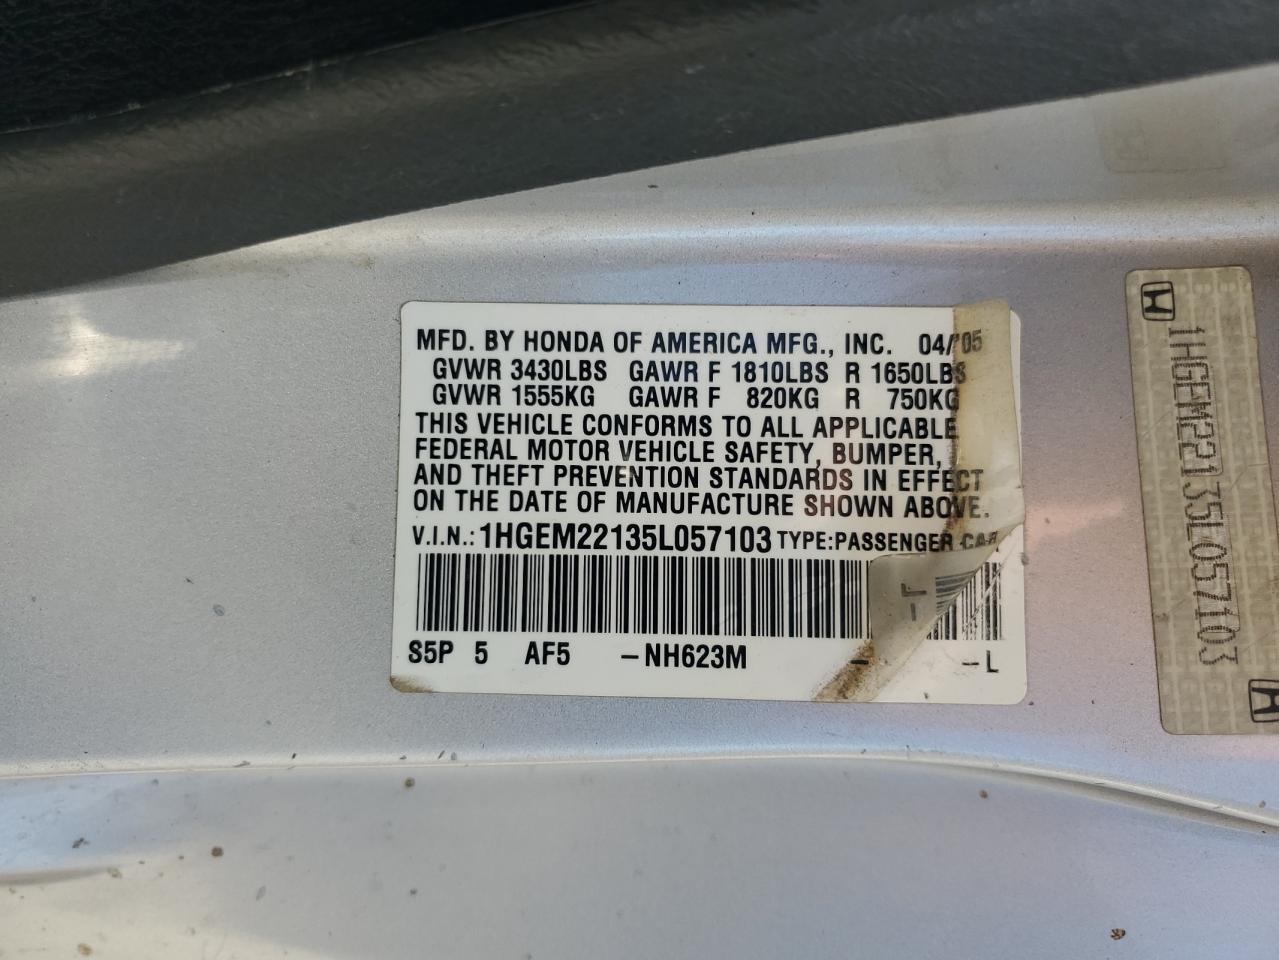 MFD. BY HONDA OF AMERICA MFG., INC. 04/05
GVWR 3430LBS GAWR F 1810LBS R 1650LBS
GVWR 1555KG GAWR F 820KG R 750KG
THIS VEHICLE CONFORMS TO ALL APPLICABLE
FEDERAL MOTOR VEHICLE SAFETY, BUMPER,
AND THEFT PREVENTION STANDARDS IN EFFECT
ON THE DATE OF MANUFACTURE SHOWN ABOVE.
V.I.N.: 1HGEM22135L057103 TYPE:PASSENGER CAR
S5P 5 AF5 –NH623M – –L
–L
1HGEM22135L057103